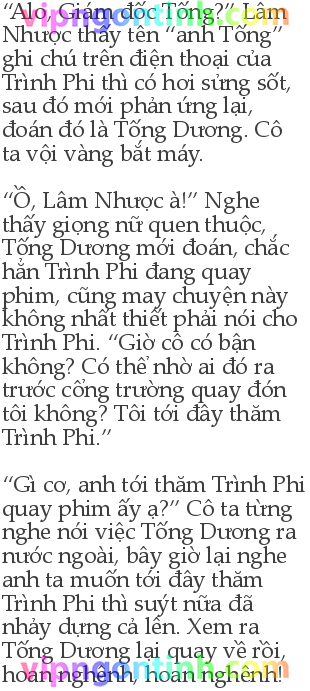 “Alo, Giám đốc Tống?” Lâm
Nhược thấy tên “anh Tống”
ghi chú trên điện thoại của
Trình Phi thì có hơi sửng sốt,
sau đó mới phản ứng lại,
đoán đó là Tống Dương. Cô
ta vội vàng bắt máy.
“Ồ, Lâm Nhược à!” Nghe
thấy giọng nữ quen thuộc,
Tống Dương mới đoán, chắc
hẳn Trình Phi đang quay
phim, cũng may chuyện này
không nhất thiết phải nói cho
Trình Phi. “Giờ cô có bận
không? Có thể nhờ ai đó ra
trước cổng trường quay đón
tôi không? Tôi tới đây thăm
Trình Phi.”
“Gì cơ, anh tới thăm Trình Phi
quay phim ấy ạ?” Cô ta từng
nghe nói việc Tống Dương ra
nước ngoài, bây giờ lại nghe
anh ta muốn tới đây thăm
Trình Phi thì suýt nữa đã
nhảy dựng cả lên. Xem ra
Tống Dương lại quay về rồi,
hoan nghênh, hoan nghênh!
vipngontinh.com
vipngontinh.com